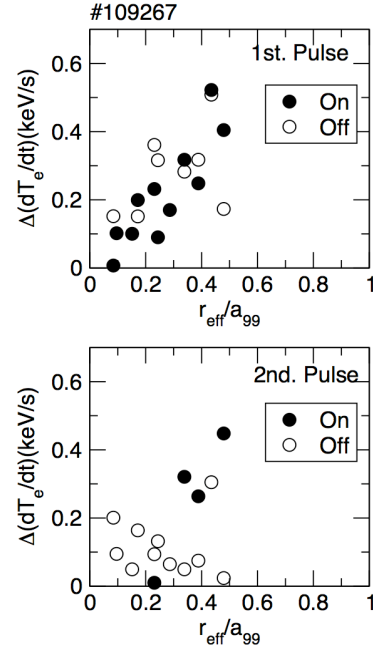 #109267
1st. Pulse
On
Off
Δ(dTe/dt)(keV/s)
0.6
0.4
0.2
0
0 0.2 0.4 0.6 0.8 1
reff/a99
2nd. Pulse
On
Off
Δ(dTe/dt)(keV/s)
0.6
0.4
0.2
0
0 0.2 0.4 0.6 0.8 1
reff/a99